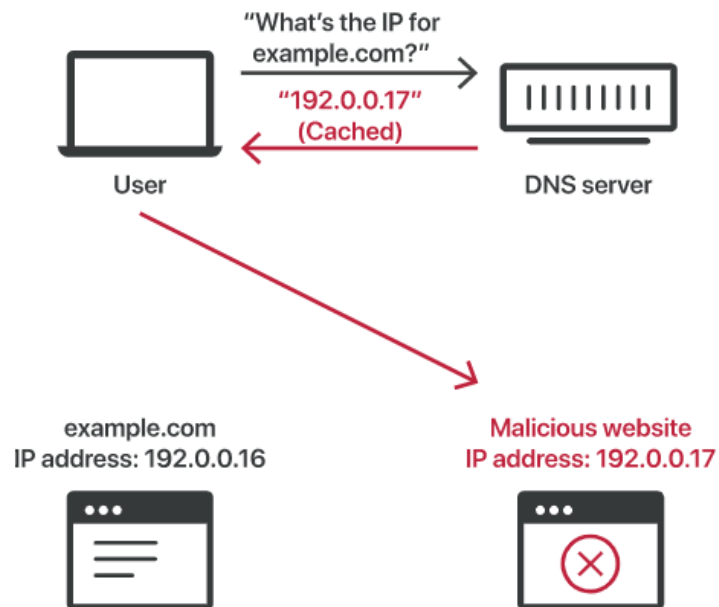 “What’s the IP for
example.com?”
“192.0.0.17”
(Cached)
User
DNS server
example.com
IP address: 192.0.0.16
Malicious website
IP address: 192.0.0.17